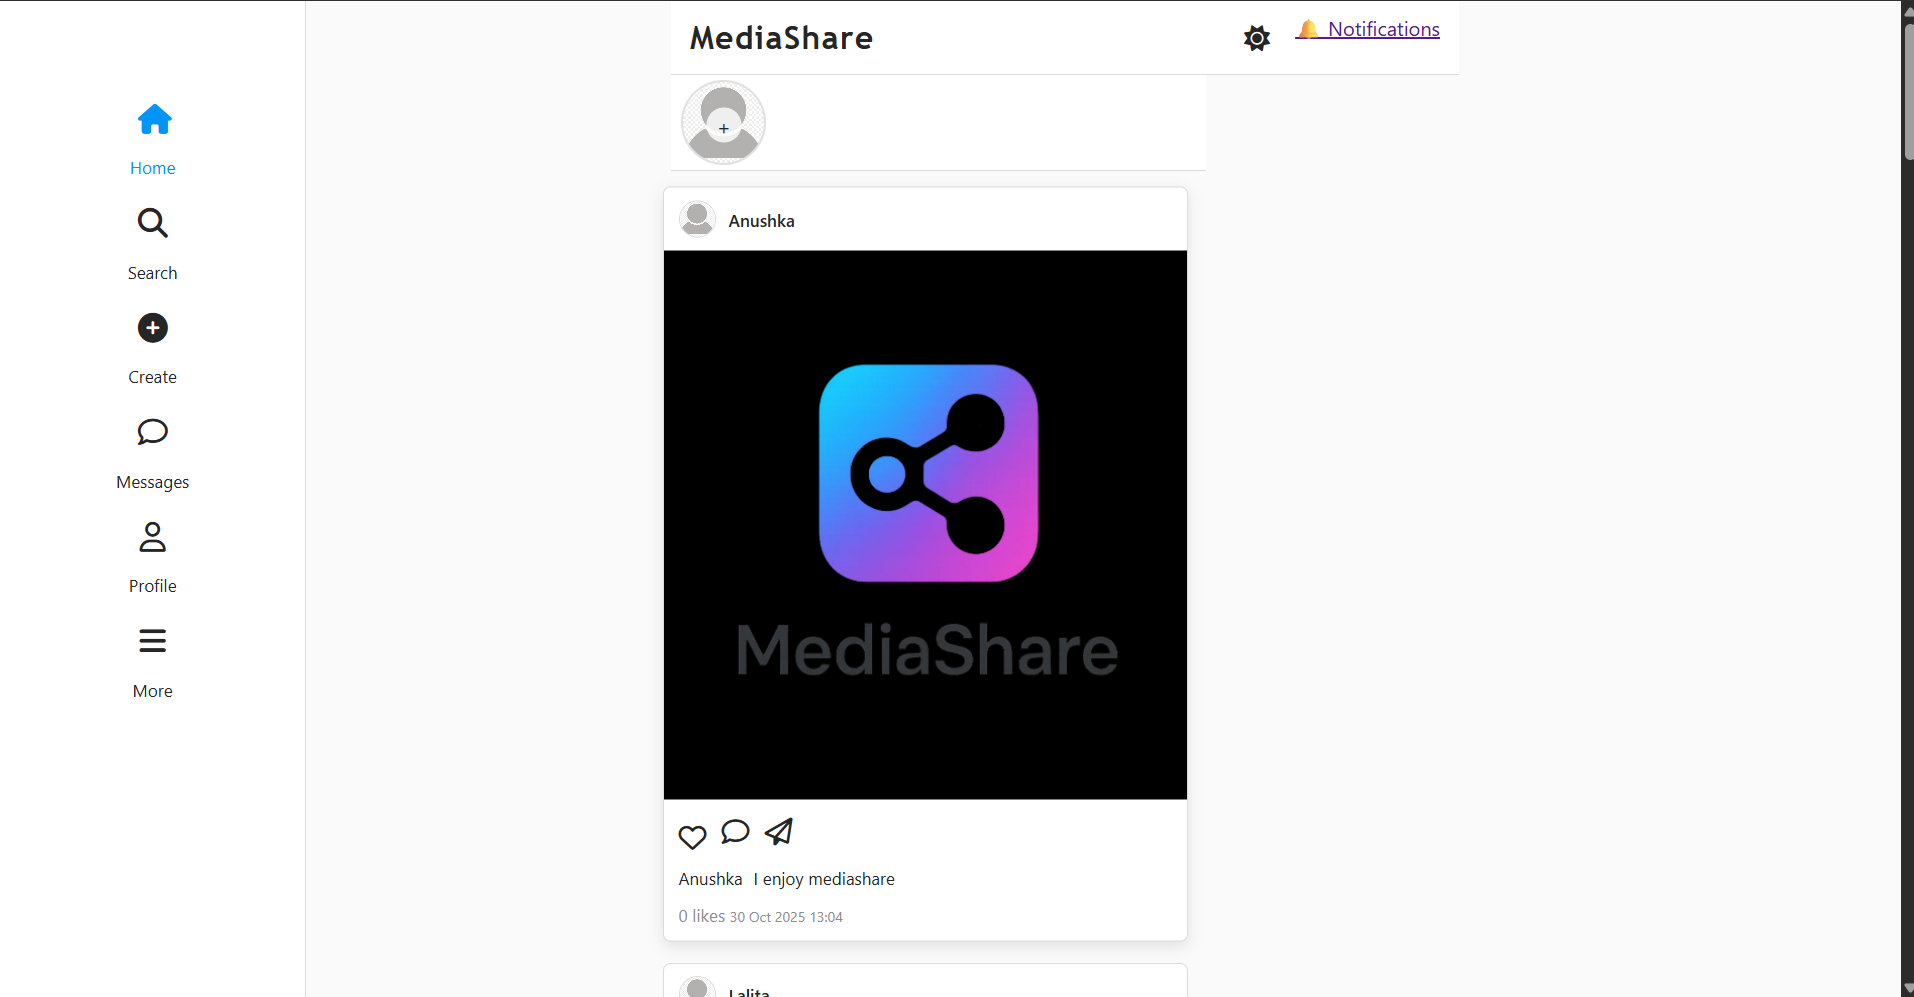 MediaShare
🔔 Notifications
Home
Search
Create
Messages
Profile
More
+
Anushka
MediaShare
Anushka I enjoy mediashare
0 likes 30 Oct 2025 13:04
Lalita